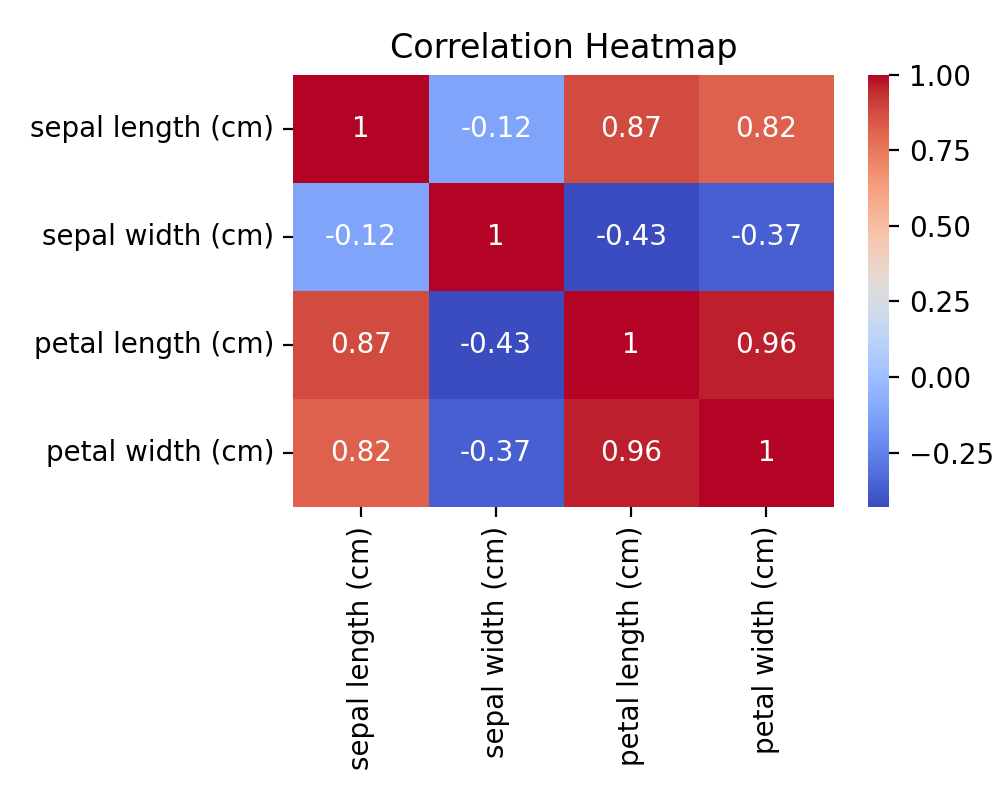 Correlation Heatmap
sepal length (cm) 1 -0.12 0.87 0.82
sepal width (cm) -0.12 1 -0.43 -0.37
petal length (cm) 0.87 -0.43 1 0.96
petal width (cm) 0.82 -0.37 0.96 1
sepal length (cm)
sepal width (cm)
petal length (cm)
petal width (cm)
1.00
0.75
0.50
0.25
0.00
−0.25